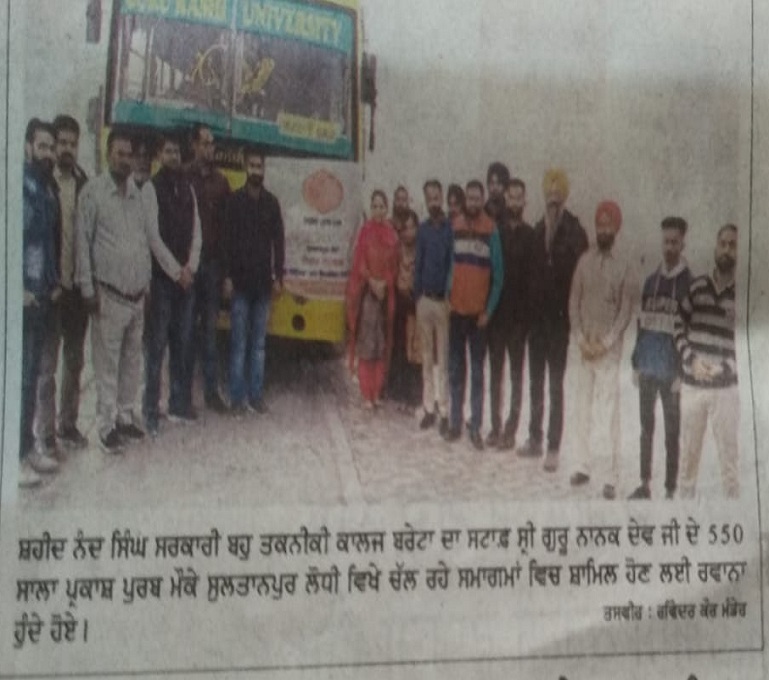 UNIVERSITY
ਸ਼ਹੀਦ ਨੰਦ ਸਿੰਘ ਸਰਕਾਰੀ ਬਹੁ ਤਕਨੀਕੀ ਕਾਲਜ ਬਰੇਟਾ ਦਾ ਸਟਾਫ਼ ਸ੍ਰੀ ਗੁਰੂ ਨਾਨਕ ਦੇਵ ਜੀ ਦੇ 550
ਸਾਲਾ ਪ੍ਰਕਾਸ਼ ਪੁਰਬ ਮੌਕੇ ਸੁਲਤਾਨਪੁਰ ਲੋਧੀ ਵਿਖੇ ਚੱਲ ਰਹੇ ਸਮਾਗਮਾਂ ਵਿਚ ਸ਼ਾਮਿਲ ਹੋਣ ਲਈ ਰਵਾਨਾ
ਹੁੰਦੇ ਹੋਏ।
ਤਸਵੀਰ : ਰਵਿੰਦਰ ਕੌਰ ਮੰਡੇਰ